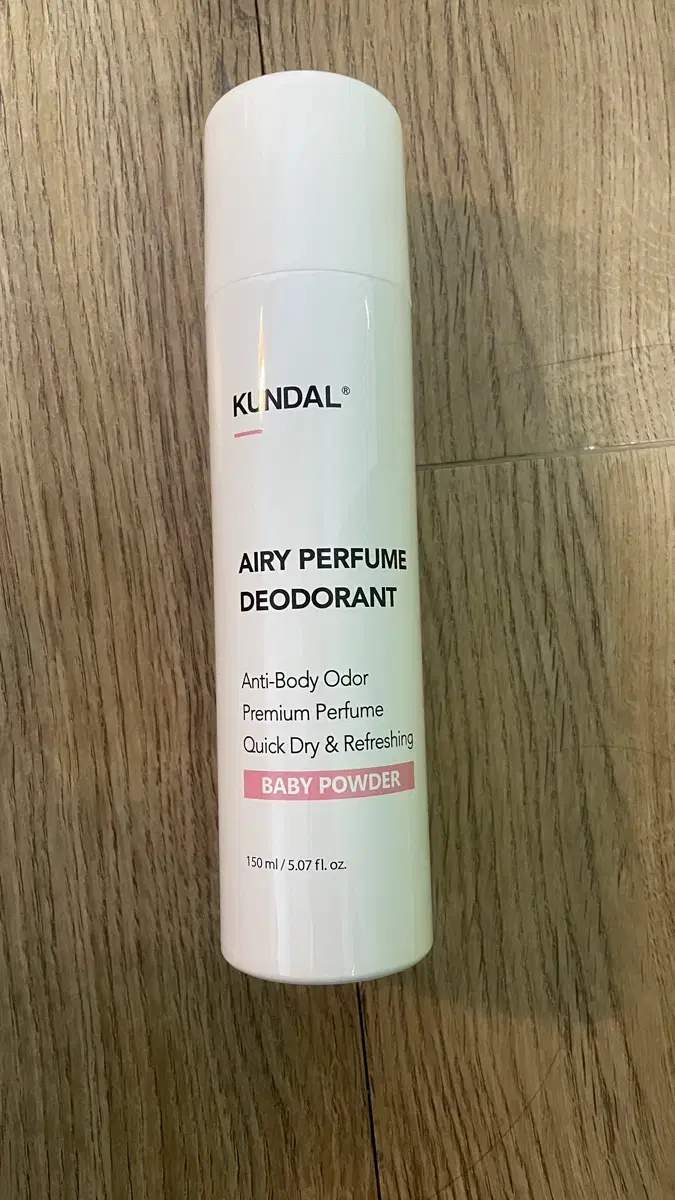 KUNDAL®
AIRY PERFUME
DEODORANT
Anti-Body Odor
Premium Perfume
Quick Dry & Refreshing
BABY POWDER
150 ml / 5.07 fl. oz.